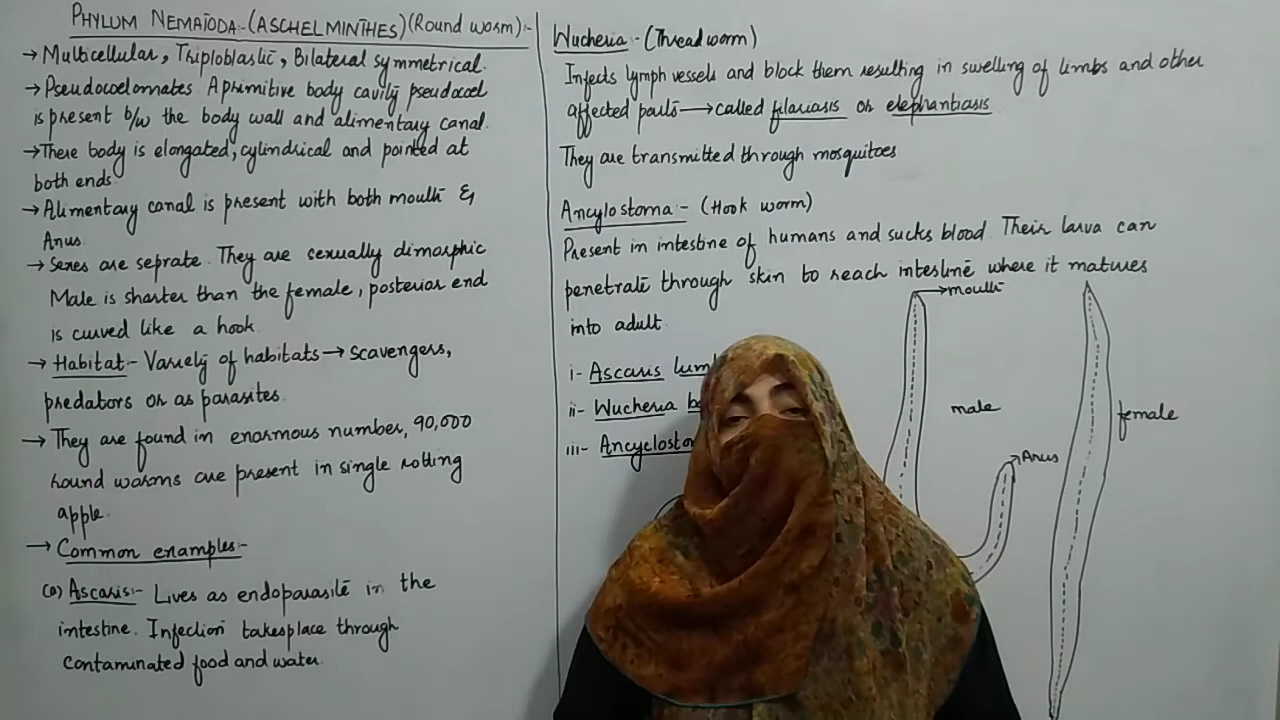 PHYLUM NEMATODA:-(ASCHELMINTHES)(Round worm):-
→ Multicellular, Triploblastic, Bilateral symmetrical.
→ Pseudocoelomates A primitive body cavity pseudocoel
is present b/w the body wall and alimentary canal.
→ There body is elongated, cylindrical and pointed at
both ends
→ Alimentary canal is present with both mouth &
Anus.
→ Sexes are seprate. They are sexually dimorphic
Male is sharter than the female, posterior end
is curved like a hook.
→ Habitat:- Variety of habitats → scavengers,
predators or as parasites.
→ They are found in enormous number, 90,000
round worms are present in single rotting
apple.
→ Common examples:-
(a) Ascaris:- Lives as endoparasite in the
intestine. Infection takesplace through
contaminated food and water.
Wucheria - (Thread worm)
Infects lymph vessels and block them resulting in swelling of limbs and other
affected parts → called filariasis or elephantiasis
They are transmitted through mosquitoes
Ancylostoma:- (Hook worm)
Present in intestine of humans and sucks blood. Their larva can
penetrate through skin to reach intestine where it matures
into adult.
i- Ascaris lum
ii- Wucheria
iii- Ancyclosto
→ mouth
male
Anus
female